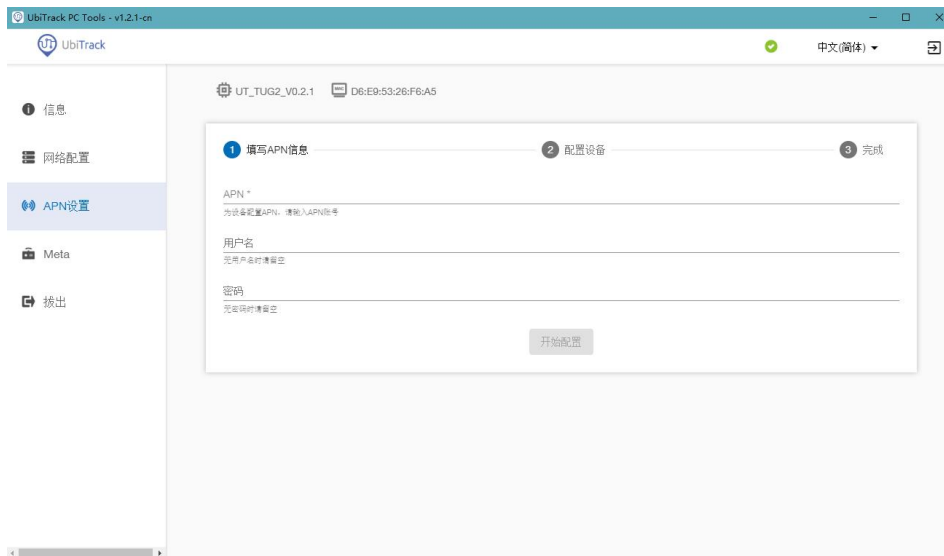 UbiTrack PC Tools - v1.2.1-cn
UbiTrack
中文(简体)
UT_TUG2_V0.2.1 MAC D6:E9:53:26:F6:A5
信息
网络配置
APN设置
Meta
拔出
1 填写APN信息
2 配置设备
3 完成
APN *
为设备配置APN，请输入APN账号
用户名
无用户名时请留空
密码
无密码时请留空
开始配置